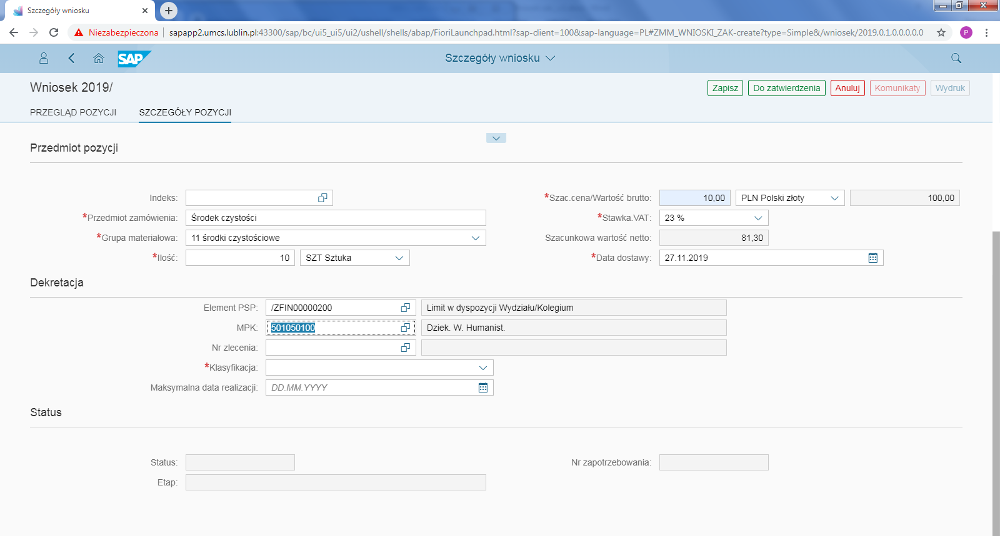 Szczegóły wniosku
Niezabezpieczona sapapp2.umcs.lublin.pl:43300/sap/bc/ui5_ui5/ui2/ushell/shells/abap/FioriLaunchpad.html?sap-client=100&sap-language=PL#ZMM_WNIOSKI_ZAK-create?type=Simple&/wniosek/2019,0,1,0,0,0,0,0 P
SAP Szczegóły wniosku
Wniosek 2019/ Zapisz Do zatwierdzenia Anuluj Komunikaty Wydruk
PRZEGLĄD POZYCJI SZCZEGÓŁY POZYCJI
Przedmiot pozycji
Indeks: *Szac.cena/Wartość brutto: 10,00 PLN Polski złoty 100,00
*Przedmiot zamówienia: Środek czystości *Stawka.VAT: 23 %
*Grupa materiałowa: 11 środki czystościowe Szacunkowa wartość netto: 81,30
*Ilość: 10 SZT Sztuka *Data dostawy: 27.11.2019
Dekretacja
Element PSP: /ZFIN00000200 Limit w dyspozycji Wydziału/Kolegium
MPK: 501050100 Dziek. W. Humanist.
Nr zlecenia:
*Klasyfikacja:
Maksymalna data realizacji: DD.MM.YYYY
Status
Status: Nr zapotrzebowania:
Etap: